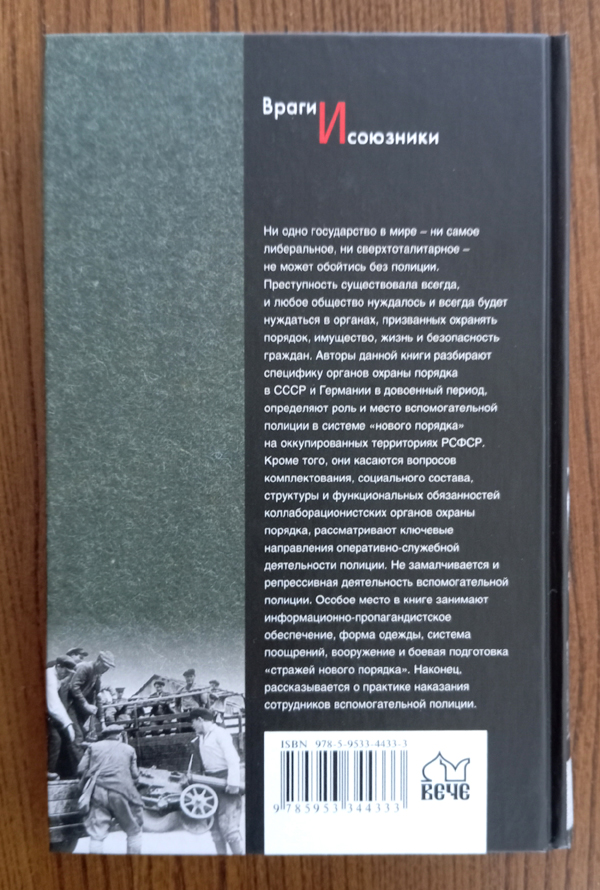 Враги
И
союзники
Ни одно государство в мире – ни самое
либеральное, ни сверхтоталитарное –
не может обойтись без полиции.
Преступность существовала всегда,
и любое общество нуждалось и всегда будет
нуждаться в органах, призванных охранять
порядок, имущество, жизнь и безопасность
граждан. Авторы данной книги разбирают
специфику органов охраны порядка
в СССР и Германии в довоенный период,
определяют роль и место вспомогательной
полиции в системе «нового порядка»
на оккупированных территориях РСФСР.
Кроме того, они касаются вопросов
комплектования, социального состава,
структуры и функциональных обязанностей
коллаборационистских органов охраны
порядка, рассматривают ключевые
направления оперативно-служебной
деятельности полиции. Не замалчивается и
репрессивная деятельность вспомогательной
полиции. Особое место в книге занимают
информационно-пропагандистское
обеспечение, форма одежды, система
поощрений, вооружение и боевая подготовка
«стражей нового порядка». Наконец,
рассказывается о практике наказания
сотрудников вспомогательной полиции.
ISBN 978-5-9533-4433-3
9 785953 344333
ВЕЧЕ